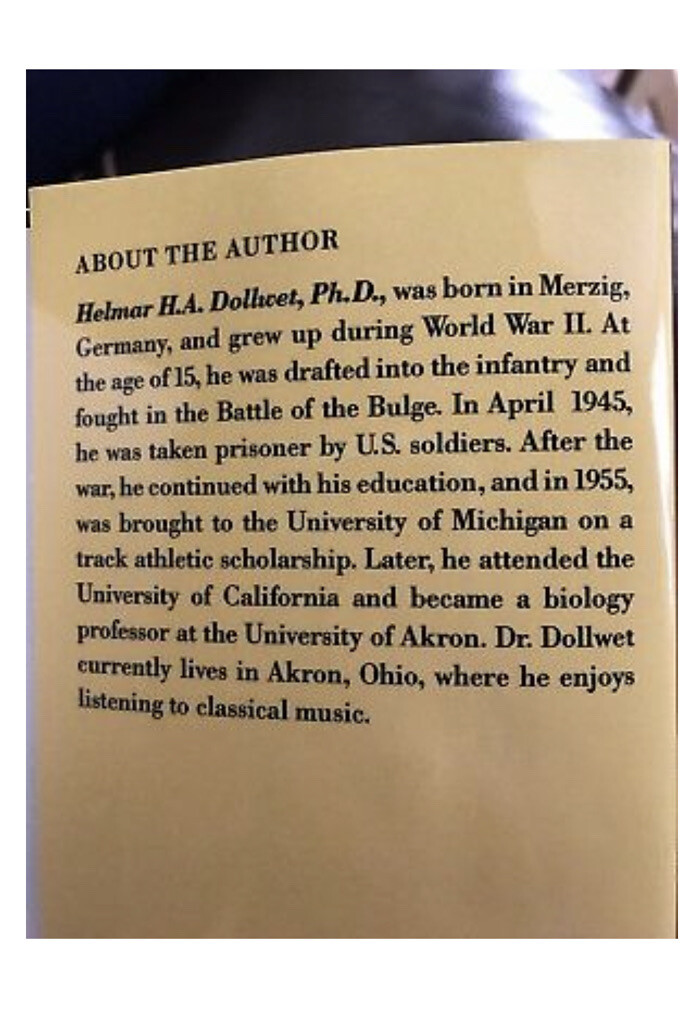 ABOUT THE AUTHOR
Helmar H.A. Dollwet, Ph.D., was born in Merzig,
Germany, and grew up during World War II. At
the age of 15, he was drafted into the infantry and
fought in the Battle of the Bulge. In April 1945,
he was taken prisoner by U.S. soldiers. After the
war, he continued with his education, and in 1955,
was brought to the University of Michigan on a
track athletic scholarship. Later, he attended the
University of California and became a biology
professor at the University of Akron. Dr. Dollwet
currently lives in Akron, Ohio, where he enjoys
listening to classical music.